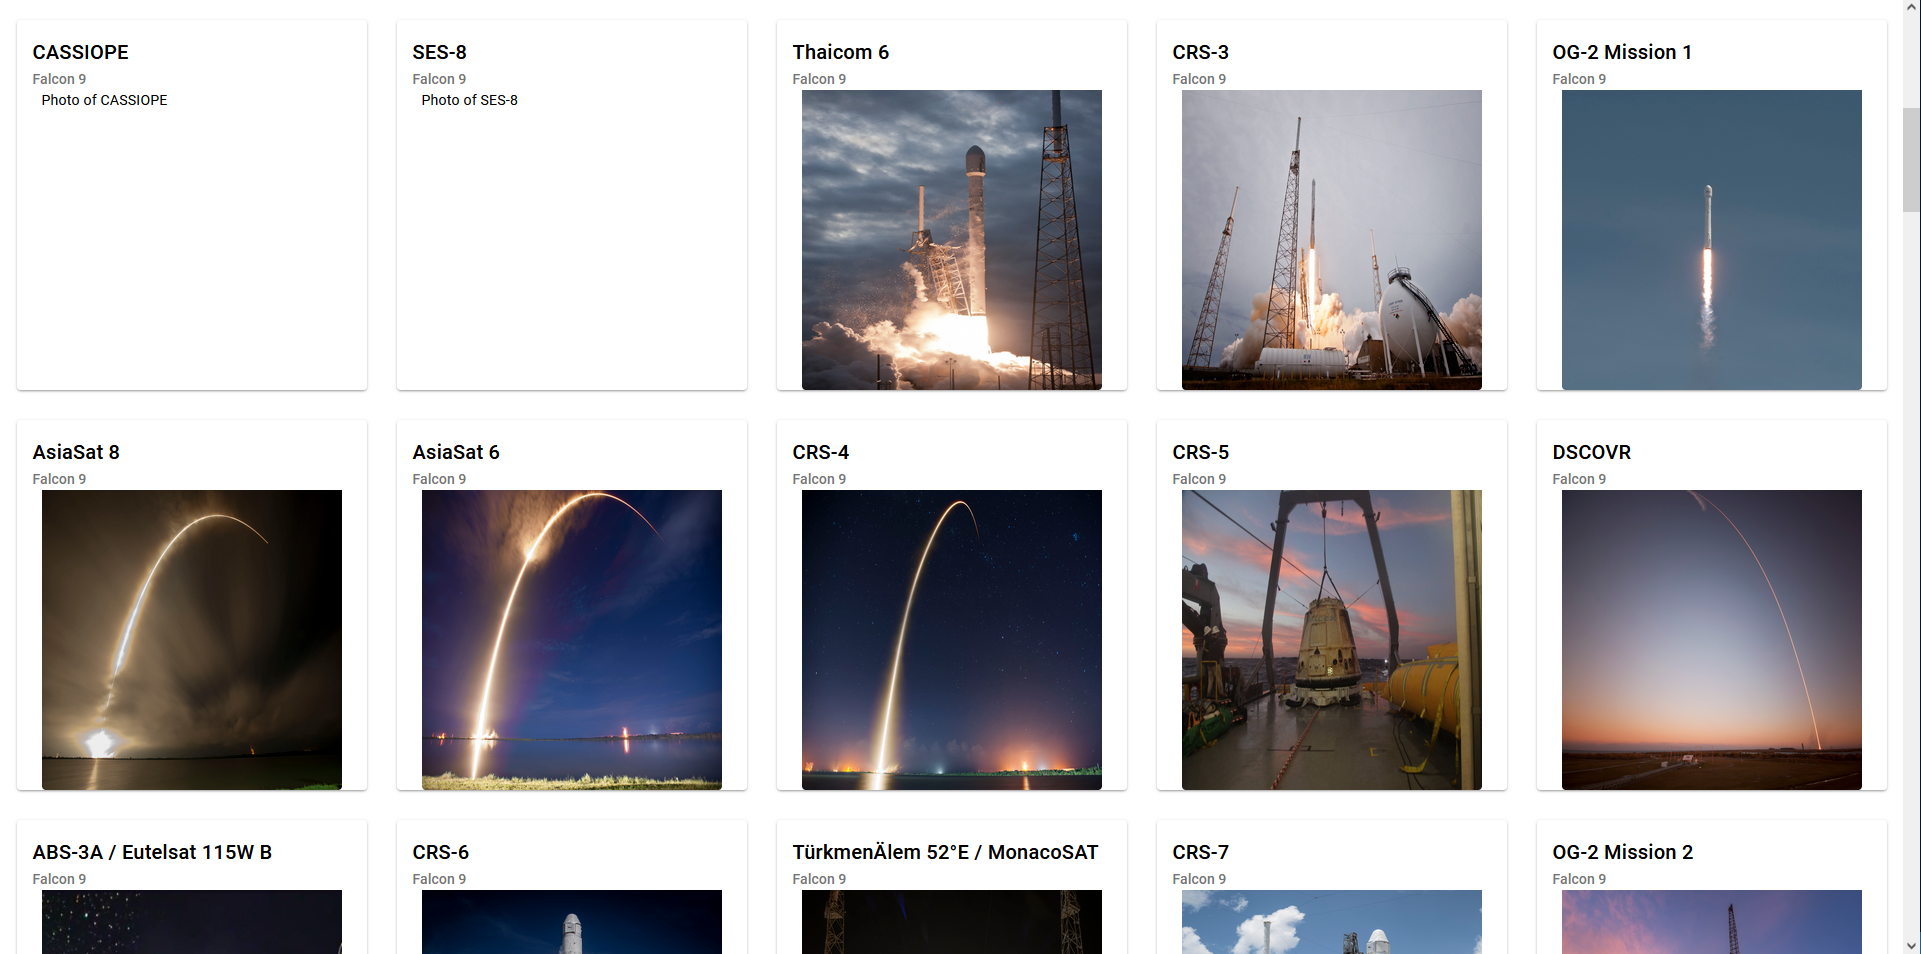 CASSIOPE
Falcon 9
Photo of CASSIOPE
SES-8
Falcon 9
Photo of SES-8
Thaicom 6
Falcon 9
CRS-3
Falcon 9
OG-2 Mission 1
Falcon 9
AsiaSat 8
Falcon 9
AsiaSat 6
Falcon 9
CRS-4
Falcon 9
CRS-5
Falcon 9
DSCOVR
Falcon 9
ABS-3A / Eutelsat 115W B
Falcon 9
CRS-6
Falcon 9
TürkmenÄlem 52°E / MonacoSAT
Falcon 9
CRS-7
Falcon 9
OG-2 Mission 2
Falcon 9